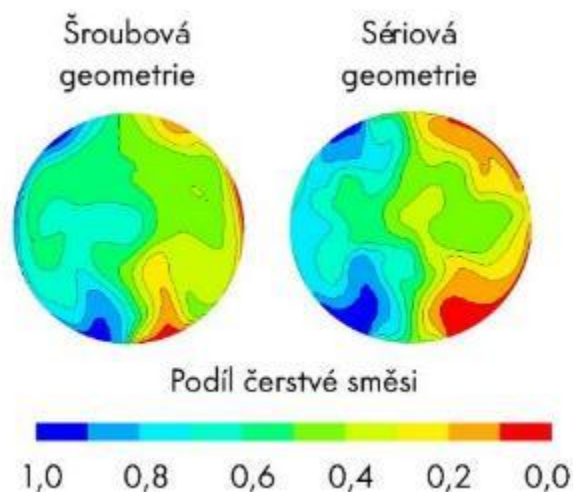 Šroubová
geometrie
Sériová
geometrie
Podíl čerstvé směsi
1,0 0,8 0,6 0,4 0,2 0,0